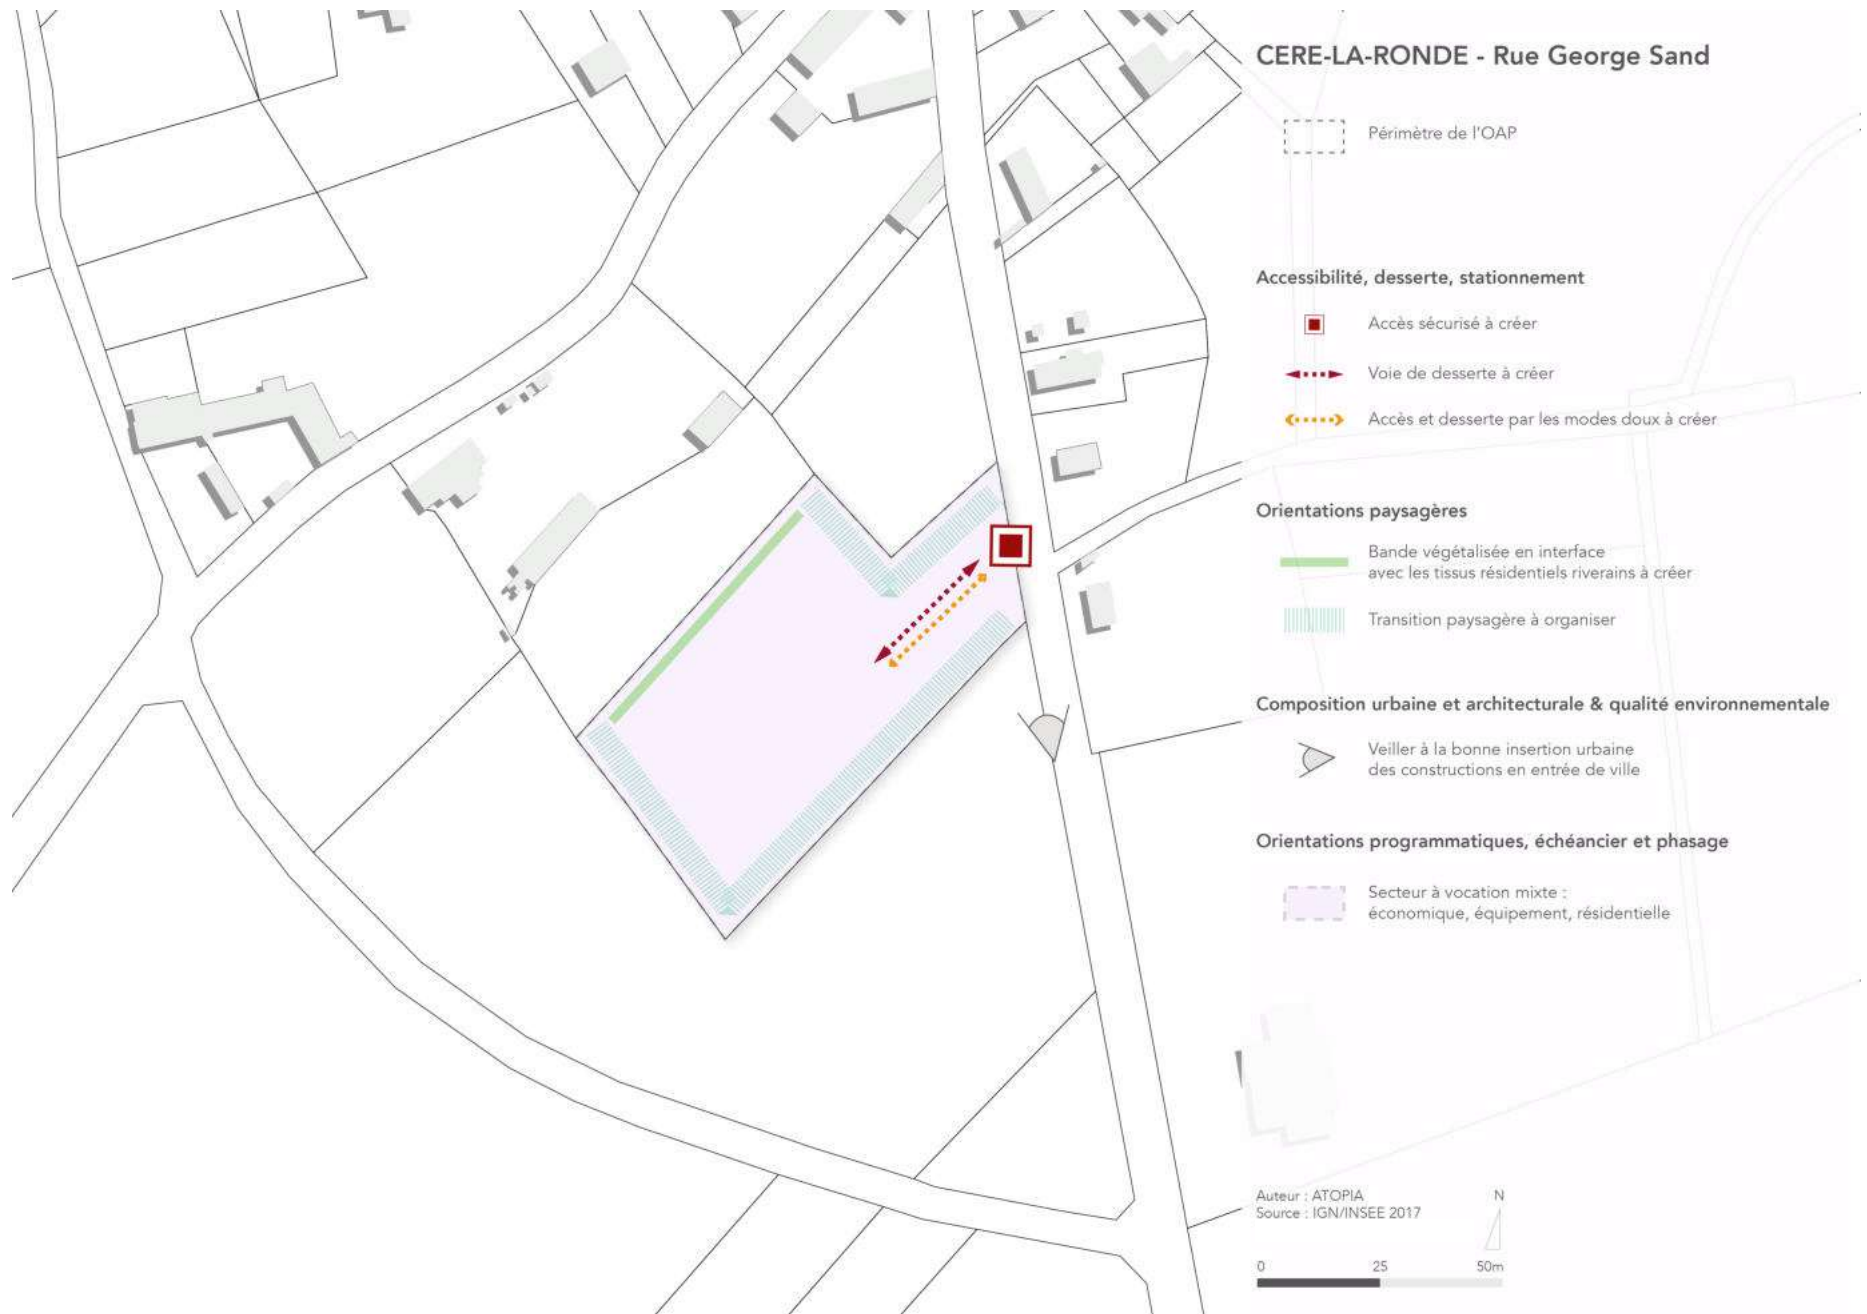 CERE-LA-RONDE - Rue George Sand
Périmètre de l'OAP
Accessibilité, desserte, stationnement
Accès sécurisé à créer
Voie de desserte à créer
Accès et desserte par les modes doux à créer
Orientations paysagères
Bande végétalisée en interface
avec les tissus résidentiels riverains à créer
Transition paysagère à organiser
Composition urbaine et architecturale & qualité environnementale
Veiller à la bonne insertion urbaine
des constructions en entrée de ville
Orientations programmatiques, échéancier et phasage
Secteur à vocation mixte :
économique, équipement, résidentielle
Auteur : ATOPIA
Source : IGN/INSEE 2017
N
0 25 50m